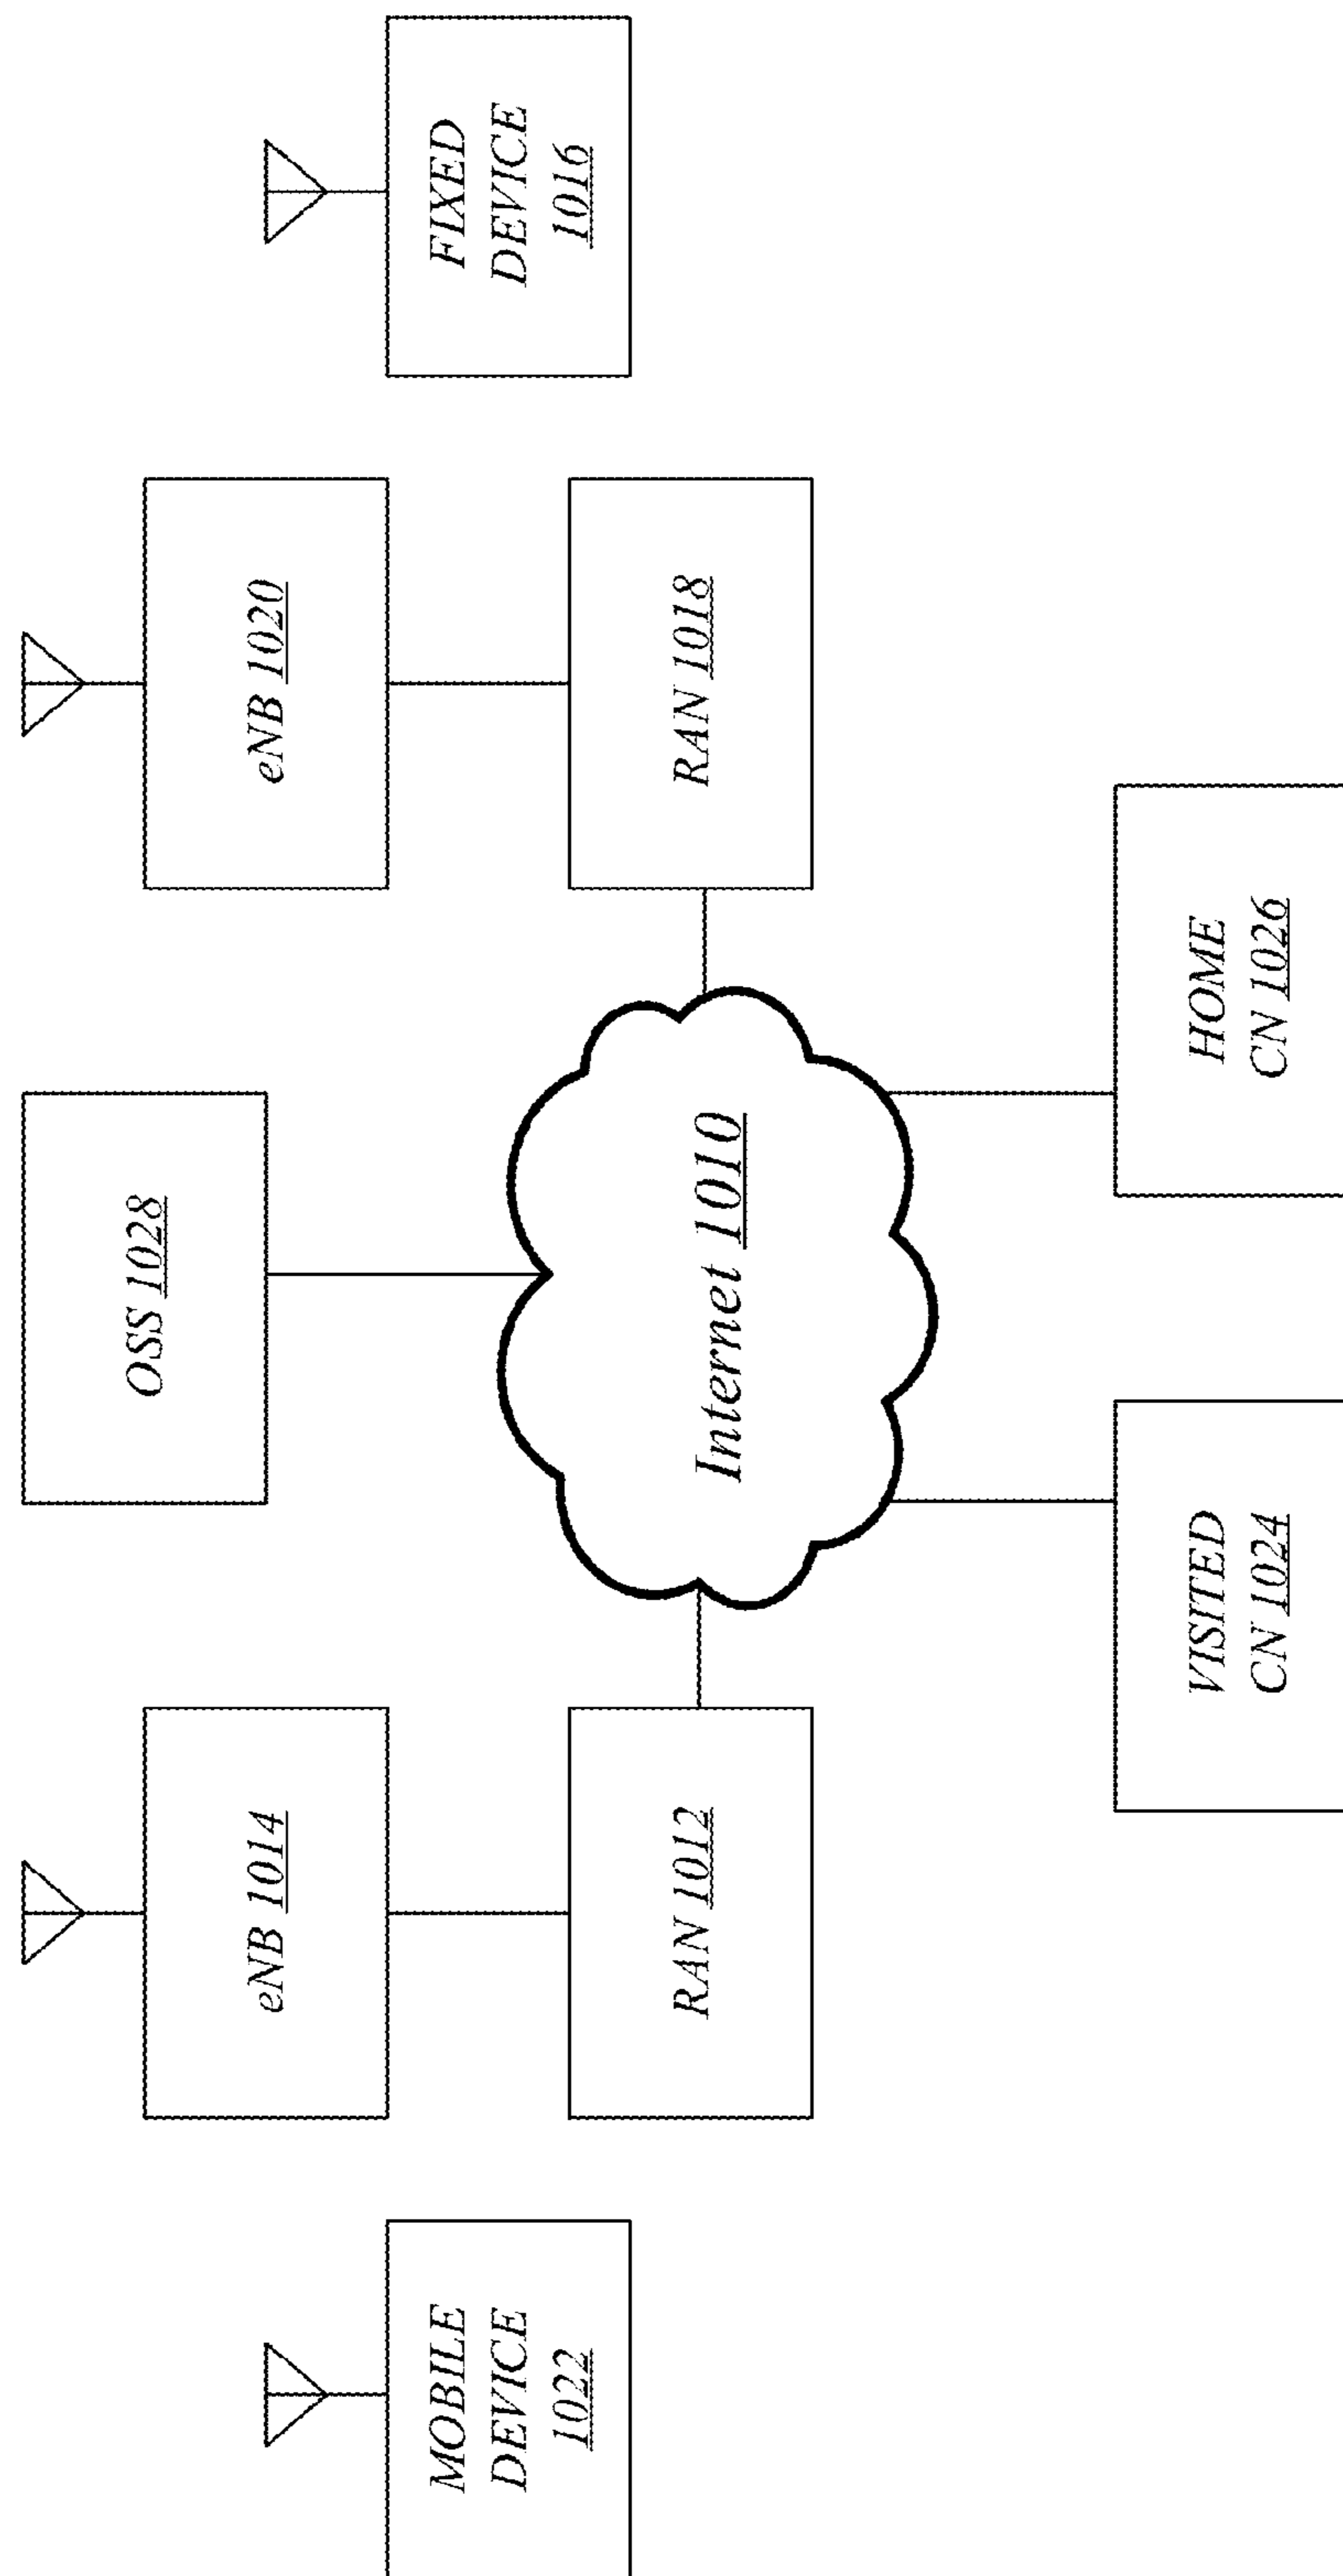 OSS 1028
eNB 1014
eNB 1020
MOBILE
DEVICE
1022
FIXED
DEVICE
1016
RAN 1012
Internet 1010
RAN 1018
VISITED
CN 1024
HOME
CN 1026